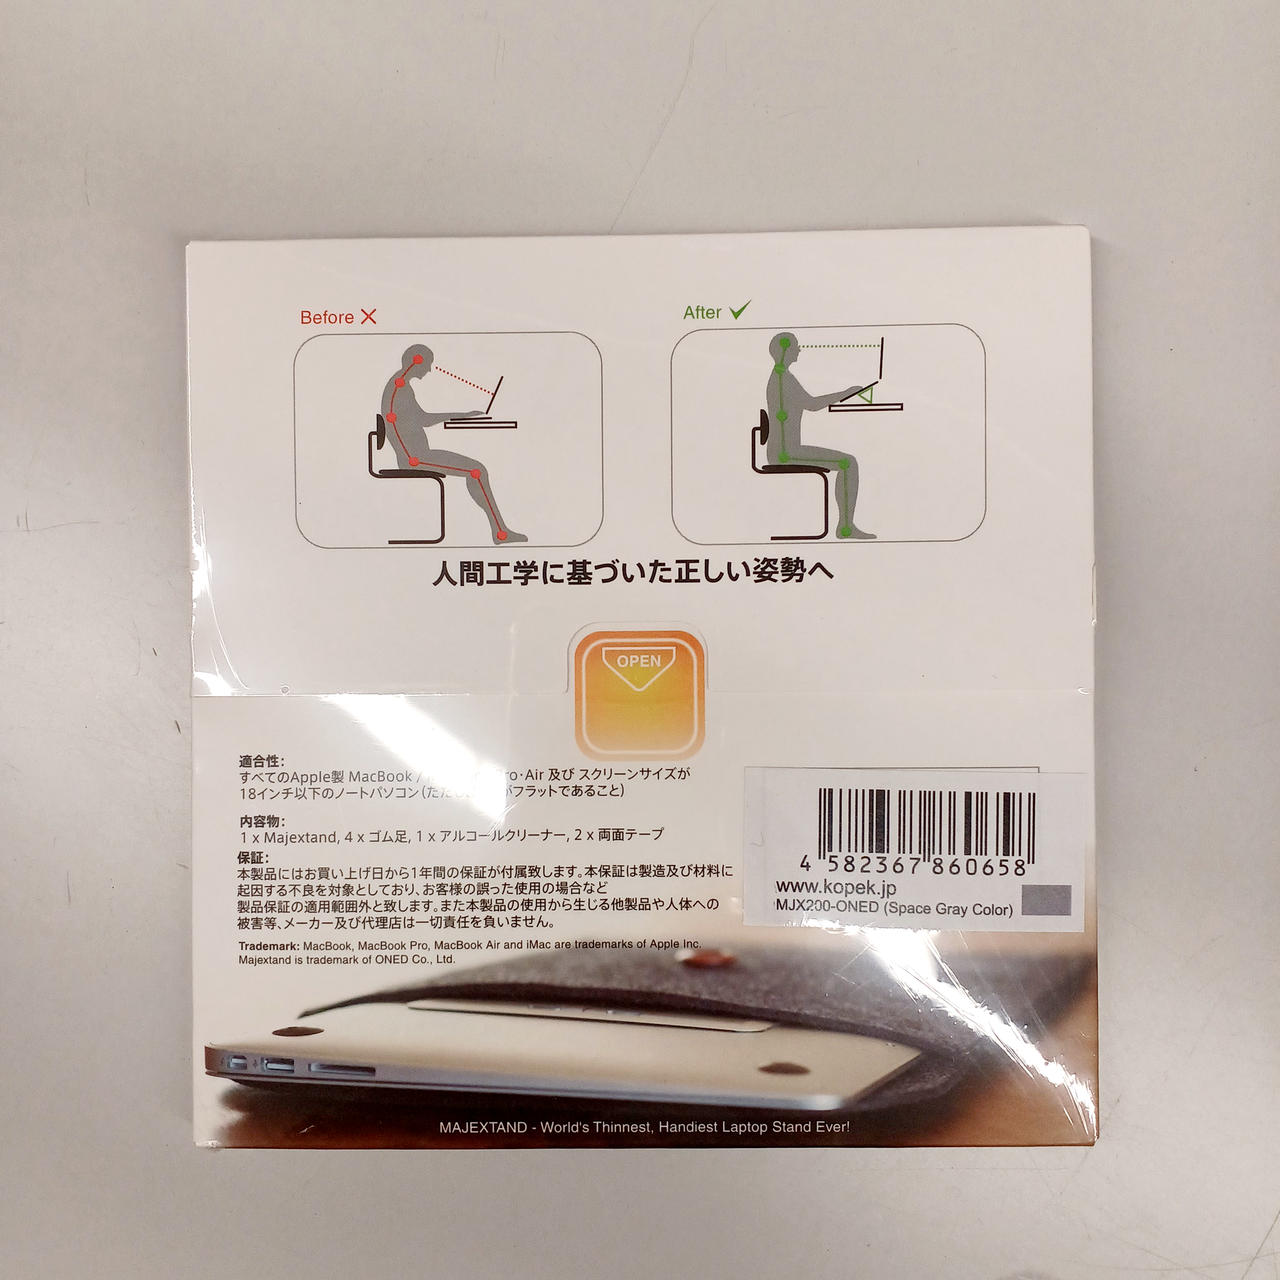 Before
After
人間工学に基づいた正しい姿勢へ
OPEN
適合性:
すべてのApple製 MacBook / Pro・Air 及び スクリーンサイズが
18インチ以下のノートパソコン(ただし がフラットであること)
内容物:
1 x Majextand, 4 x ゴム足, 1 x アルコールクリーナー, 2 x 両面テープ
保証:
本製品にはお買い上げ日から1年間の保証が付属致します。本保証は製造及び材料に
起因する不良を対象としており、お客様の誤った使用の場合など
製品保証の適用範囲外と致します。また本製品の使用から生じる他製品や人体への
被害等、メーカー及び代理店は一切責任を負いません。
Trademark: MacBook, MacBook Pro, MacBook Air and iMac are trademarks of Apple Inc.
Majextand is trademark of ONED Co., Ltd.
4 582367 860658
www.kopek.jp
MJX200-ONED (Space Gray Color)
MAJEXTAND - World's Thinnest, Handiest Laptop Stand Ever!